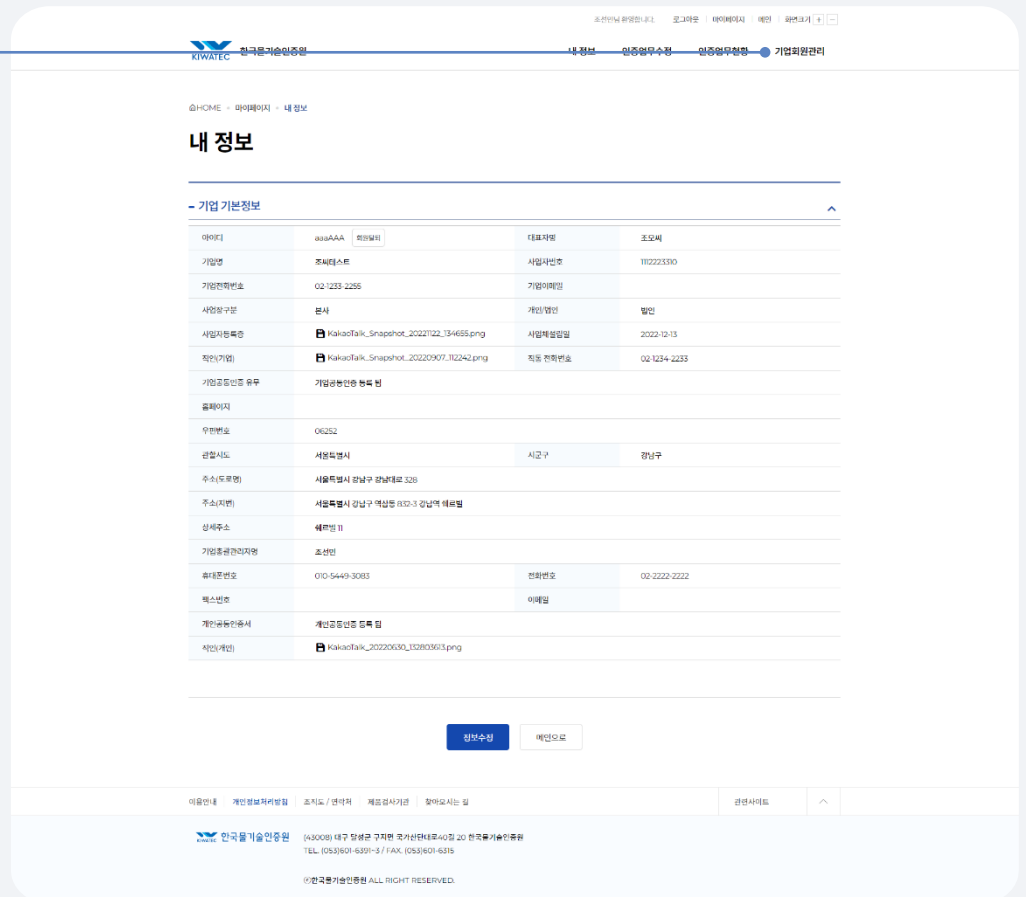 조선민님 환영합니다. 로그아웃 마이페이지 메인 화면크기 + -
KIWATEC 한국물기술인증원 내 정보 인증업무수정 인증업무현황 기업회원관리
HOME 마이페이지 내 정보
내 정보
- 기업 기본정보
아이디 aaaAAA 회원탈퇴 대표자명 조모씨
기업명 조씨테스트 사업자번호 1112223310
기업전화번호 02-1233-2255 기업이메일
사업장구분 본사 개인/법인 법인
사업자등록증 KakaoTalk_Snapshot_20221122_134655.png 사업체설립일 2022-12-13
직인(기업) KakaoTalk_Snapshot_20220907_112242.png 직통 전화번호 02-1234-2233
기업공동인증 유무 기업공동인증 등록 됨
홈페이지
우편번호 06252
관할시도 서울특별시 시군구 강남구
주소(도로명) 서울특별시 강남구 강남대로 328
주소(지번) 서울특별시 강남구 역삼동 832-3 강남역 쉐르빌
상세주소 쉐르빌 11
기업총괄관리자명 조선민
휴대폰번호 010-5449-3083 전화번호 02-2222-2222
팩스번호 이메일
개인공동인증서 개인공동인증 등록 됨
직인(개인) KakaoTalk_20220630_132803613.png
정보수정 메인으로
이용안내 개인정보처리방침 조직도 / 연락처 제품검사기관 찾아오시는 길 관련사이트
KIWATEC 한국물기술인증원 (43008) 대구 달성군 구지면 국가산단대로40길 20 한국물기술인증원
TEL. (053)601-6391~3 / FAX. (053)601-6315
ⓒ한국물기술인증원 ALL RIGHT RESERVED.